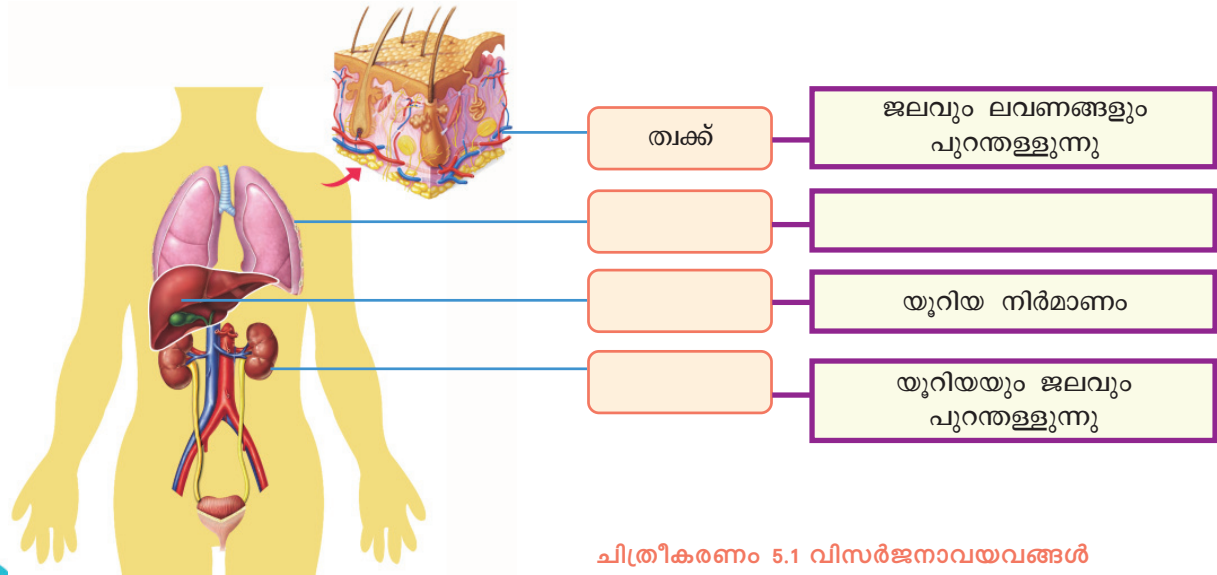 ത്വക്ക്
ജലവും ലവണങ്ങളും
പുറന്തള്ളുന്നു
യൂറിയ നിർമാണം
യൂറിയയും ജലവും
പുറന്തള്ളുന്നു
ചിത്രീകരണം 5.1 വിസർജനാവയവങ്ങൾ